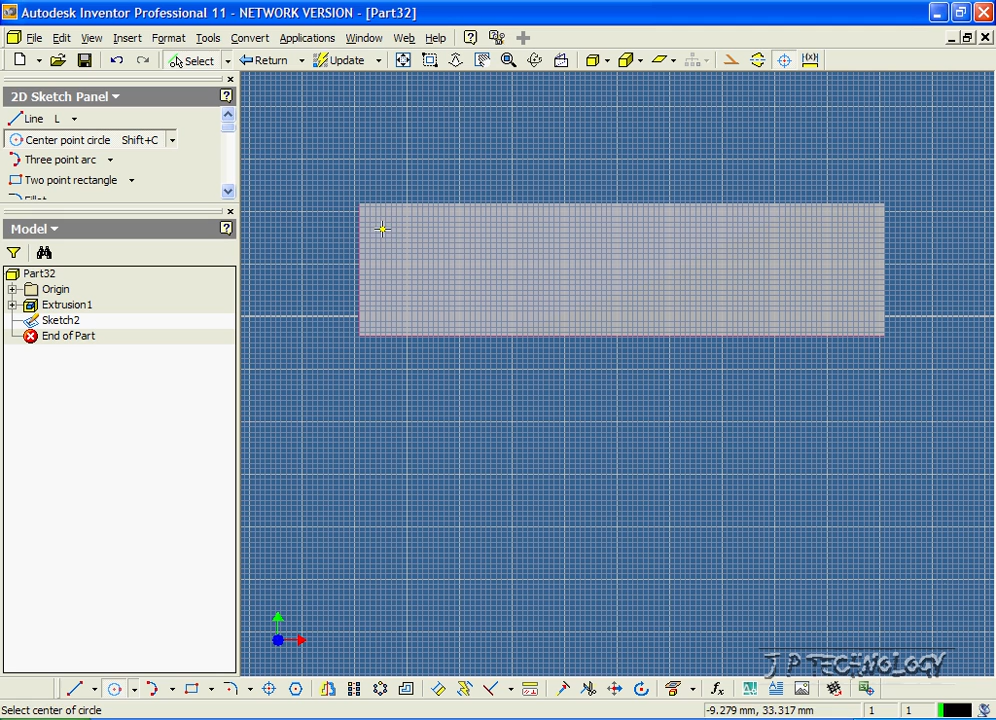 Autodesk Inventor Professional 11 - NETWORK VERSION - [Part32]
File Edit View Insert Format Tools Convert Applications Window Web Help
Select Return Update
2D Sketch Panel
Line L
Center point circle Shift+C
Three point arc
Two point rectangle
Fillet
Model
Part32
Origin
Extrusion1
Sketch2
End of Part
J P TECHNOLOGY
Select center of circle -9.279 mm, 33.317 mm 1 1